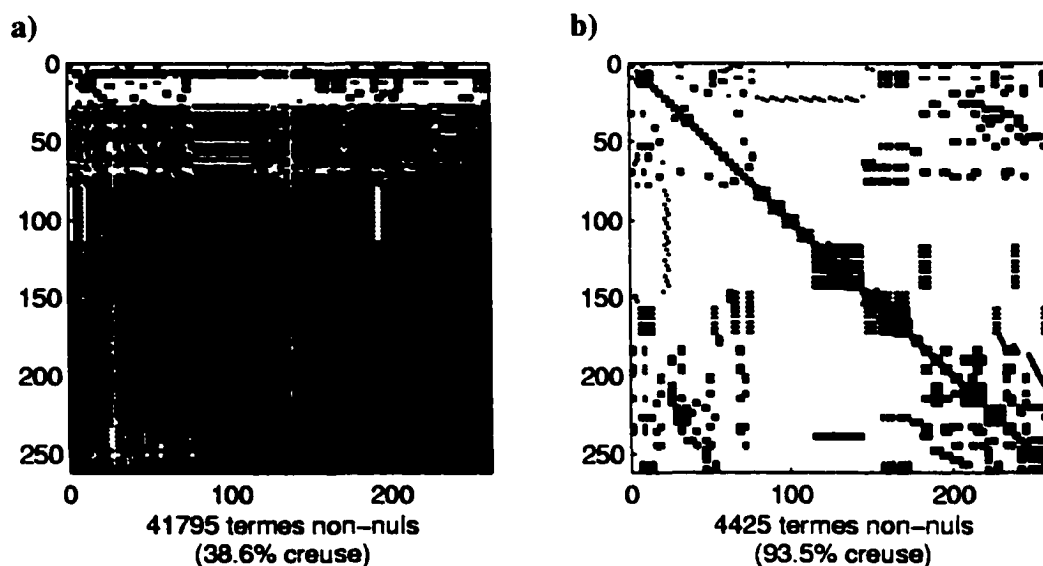 a)
0
50
100
150
200
250
0 100 200
41795 termes non-nuls
(38.6% creuse)
b)
0
50
100
150
200
250
0 100 200
4425 termes non-nuls
(93.5% creuse)